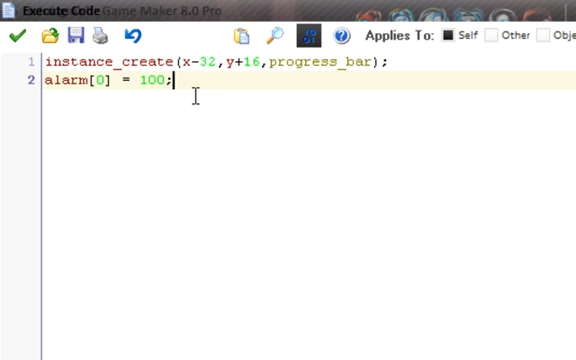 Execute Code Game Maker 8.0 Pro
Applies To: Self Other Obje
1 instance_create(x-32,y+16,progress_bar);
2 alarm[0] = 100;